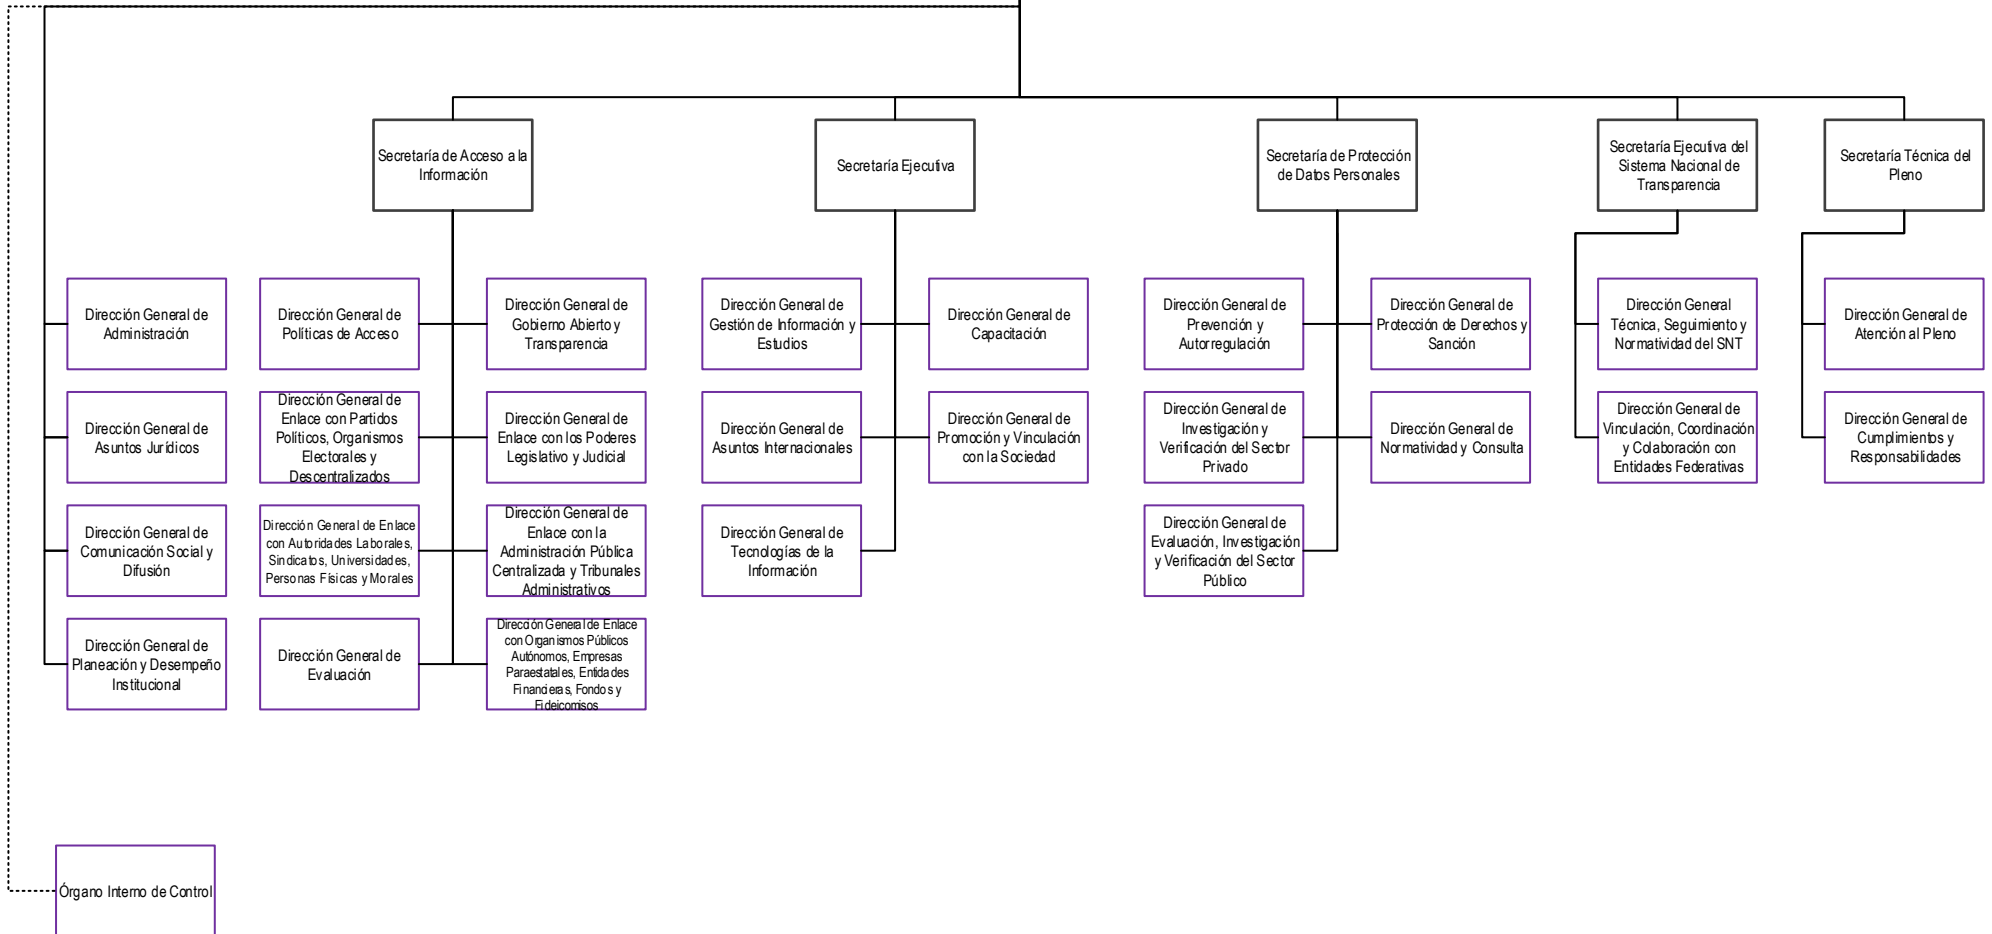 Secretaría de Acceso a la
Información
Secretaría Ejecutiva
Secretaría de Protección
de Datos Personales
Secretaría Ejecutiva del
Sistema Nacional de
Transparencia
Secretaría Técnica del
Pleno
Dirección General de
Administración
Dirección General de
Políticas de Acceso
Dirección General de
Gobierno Abierto y
Transparencia
Dirección General de
Gestión de Información y
Estudios
Dirección General de
Capacitación
Dirección General de
Prevención y
Autorregulación
Dirección General de
Protección de Derechos y
Sanción
Dirección General
Técnica, Seguimiento y
Normatividad del SNT
Dirección General de
Atención al Pleno
Dirección General de
Asuntos Jurídicos
Dirección General de
Enlace con Partidos
Políticos, Organismos
Electorales y
Descentralizados
Dirección General de
Enlace con los Poderes
Legislativo y Judicial
Dirección General de
Asuntos Internacionales
Dirección General de
Promoción y Vinculación
con la Sociedad
Dirección General de
Investigación y
Verificación del Sector
Privado
Dirección General de
Normatividad y Consulta
Dirección General de
Vinculación, Coordinación
y Colaboración con
Entidades Federativas
Dirección General de
Cumplimientos y
Responsabilidades
Dirección General de
Comunicación Social y
Difusión
Dirección General de Enlace
con Autoridades Laborales,
Sindicatos, Universidades,
Personas Físicas y Morales
Dirección General de
Enlace con la
Administración Pública
Centralizada y Tribunales
Administrativos
Dirección General de
Tecnologías de la
Información
Dirección General de
Evaluación, Investigación
y Verificación del Sector
Público
Dirección General de
Planeación y Desempeño
Institucional
Dirección General de
Evaluación
Dirección General de Enlace
con Organismos Públicos
Autónomos, Empresas
Paraestatales, Entidades
Financieras, Fondos y
Fideicomisos
Órgano Interno de Control